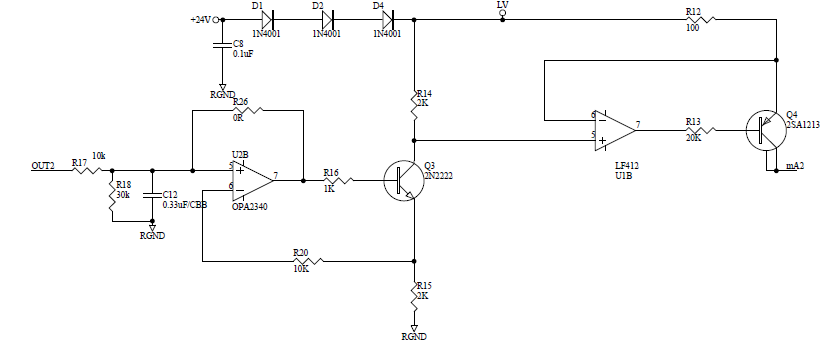 D1 D2 D4 LV
+24V R12
1N4001 1N4001 1N4001 100
C8
0.1uF
RGND
R26
0R
R14
2K
6 Q4
7 R13 2SA1213
5 20K
10k U2B
OUT2 R17 5 Q3 LF412 mA2
R16 2N2222 U1B
7
R18 6 1K
30k C12
0.33uF/CBB OPA2340
RGND
R20
10K
R15
2K
RGND